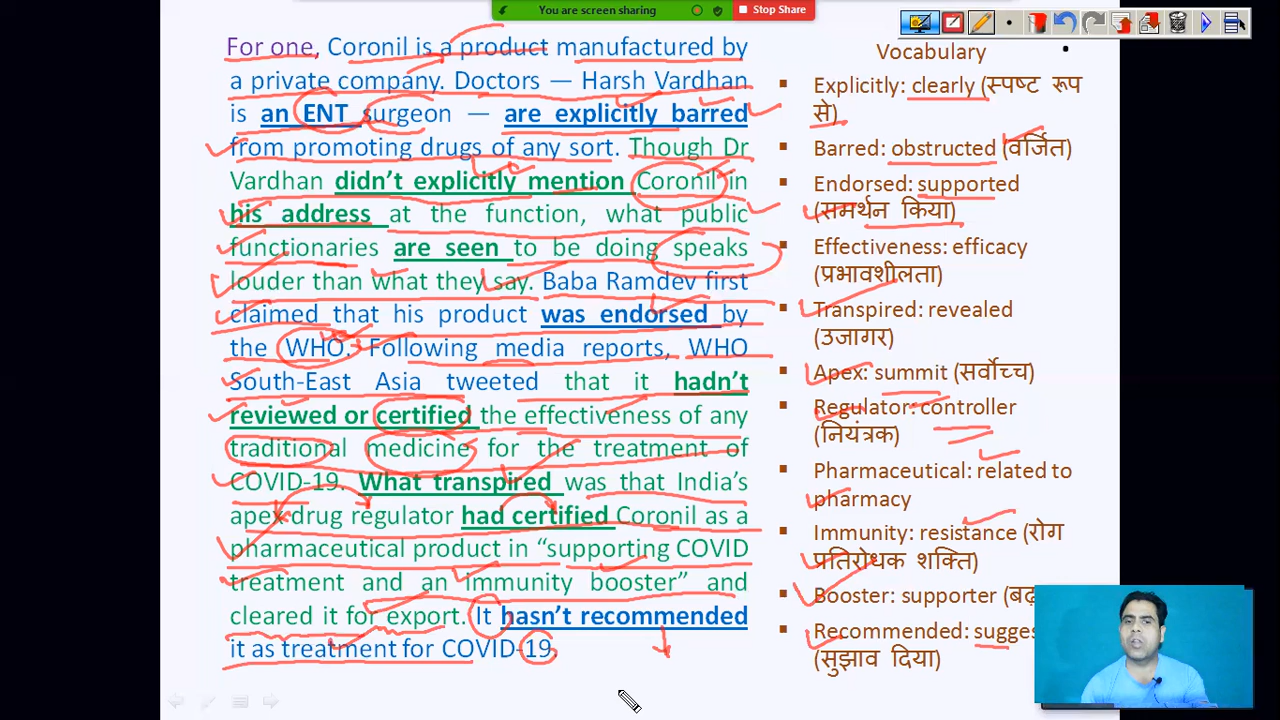 You are screen sharing
Stop Share
For one, Coronil is a product manufactured by
a private company. Doctors — Harsh Vardhan
is an ENT surgeon — are explicitly barred
from promoting drugs of any sort. Though Dr
Vardhan didn't explicitly mention Coronil in
his address at the function, what public
functionaries are seen to be doing speaks
louder than what they say. Baba Ramdev first
claimed that his product was endorsed by
the WHO. Following media reports, WHO
South-East Asia tweeted that it hadn't
reviewed or certified the effectiveness of any
traditional medicine for the treatment of
COVID-19. What transpired was that India's
apex drug regulator had certified Coronil as a
pharmaceutical product in “supporting COVID
treatment and an immunity booster” and
cleared it for export. It hasn't recommended
it as treatment for COVID-19.
Vocabulary
▪ Explicitly: clearly (स्पष्ट रूप
से)
▪ Barred: obstructed (वर्जित)
▪ Endorsed: supported
(समर्थन किया)
▪ Effectiveness: efficacy
(प्रभावशीलता)
▪ Transpired: revealed
(उजागर)
▪ Apex: summit (सर्वोच्च)
▪ Regulator: controller
(नियंत्रक)
▪ Pharmaceutical: related to
pharmacy
▪ Immunity: resistance (रोग
प्रतिरोधक शक्ति)
▪ Booster: supporter
▪ Recommended:
(सुझाव दिया)